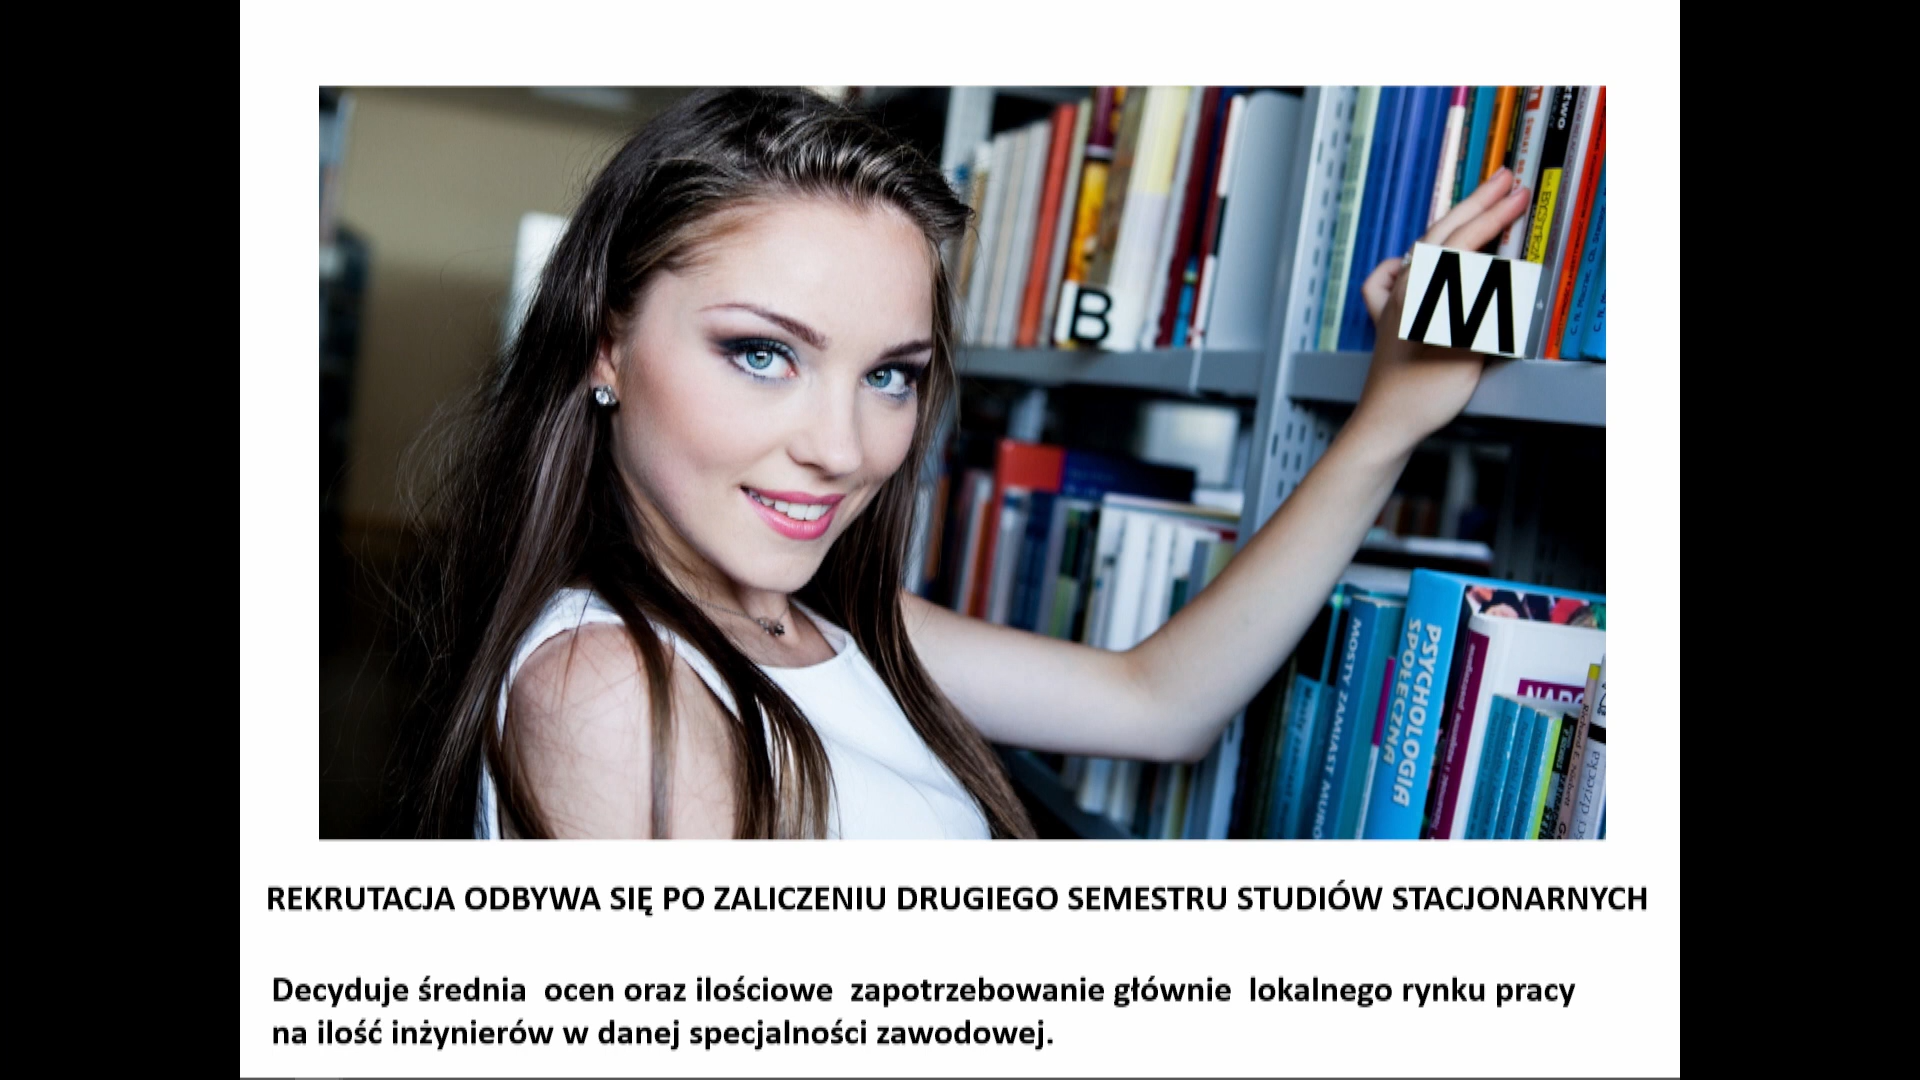 B
M
PSYCHOLOGIA
SPOŁECZNA
MOSTY ZAMIAST MURÓ
REKRUTACJA ODBYWA SIĘ PO ZALICZENIU DRUGIEGO SEMESTRU STUDIÓW STACJONARNYCH
Decyduje średnia ocen oraz ilościowe zapotrzebowanie głównie lokalnego rynku pracy
na ilość inżynierów w danej specjalności zawodowej.